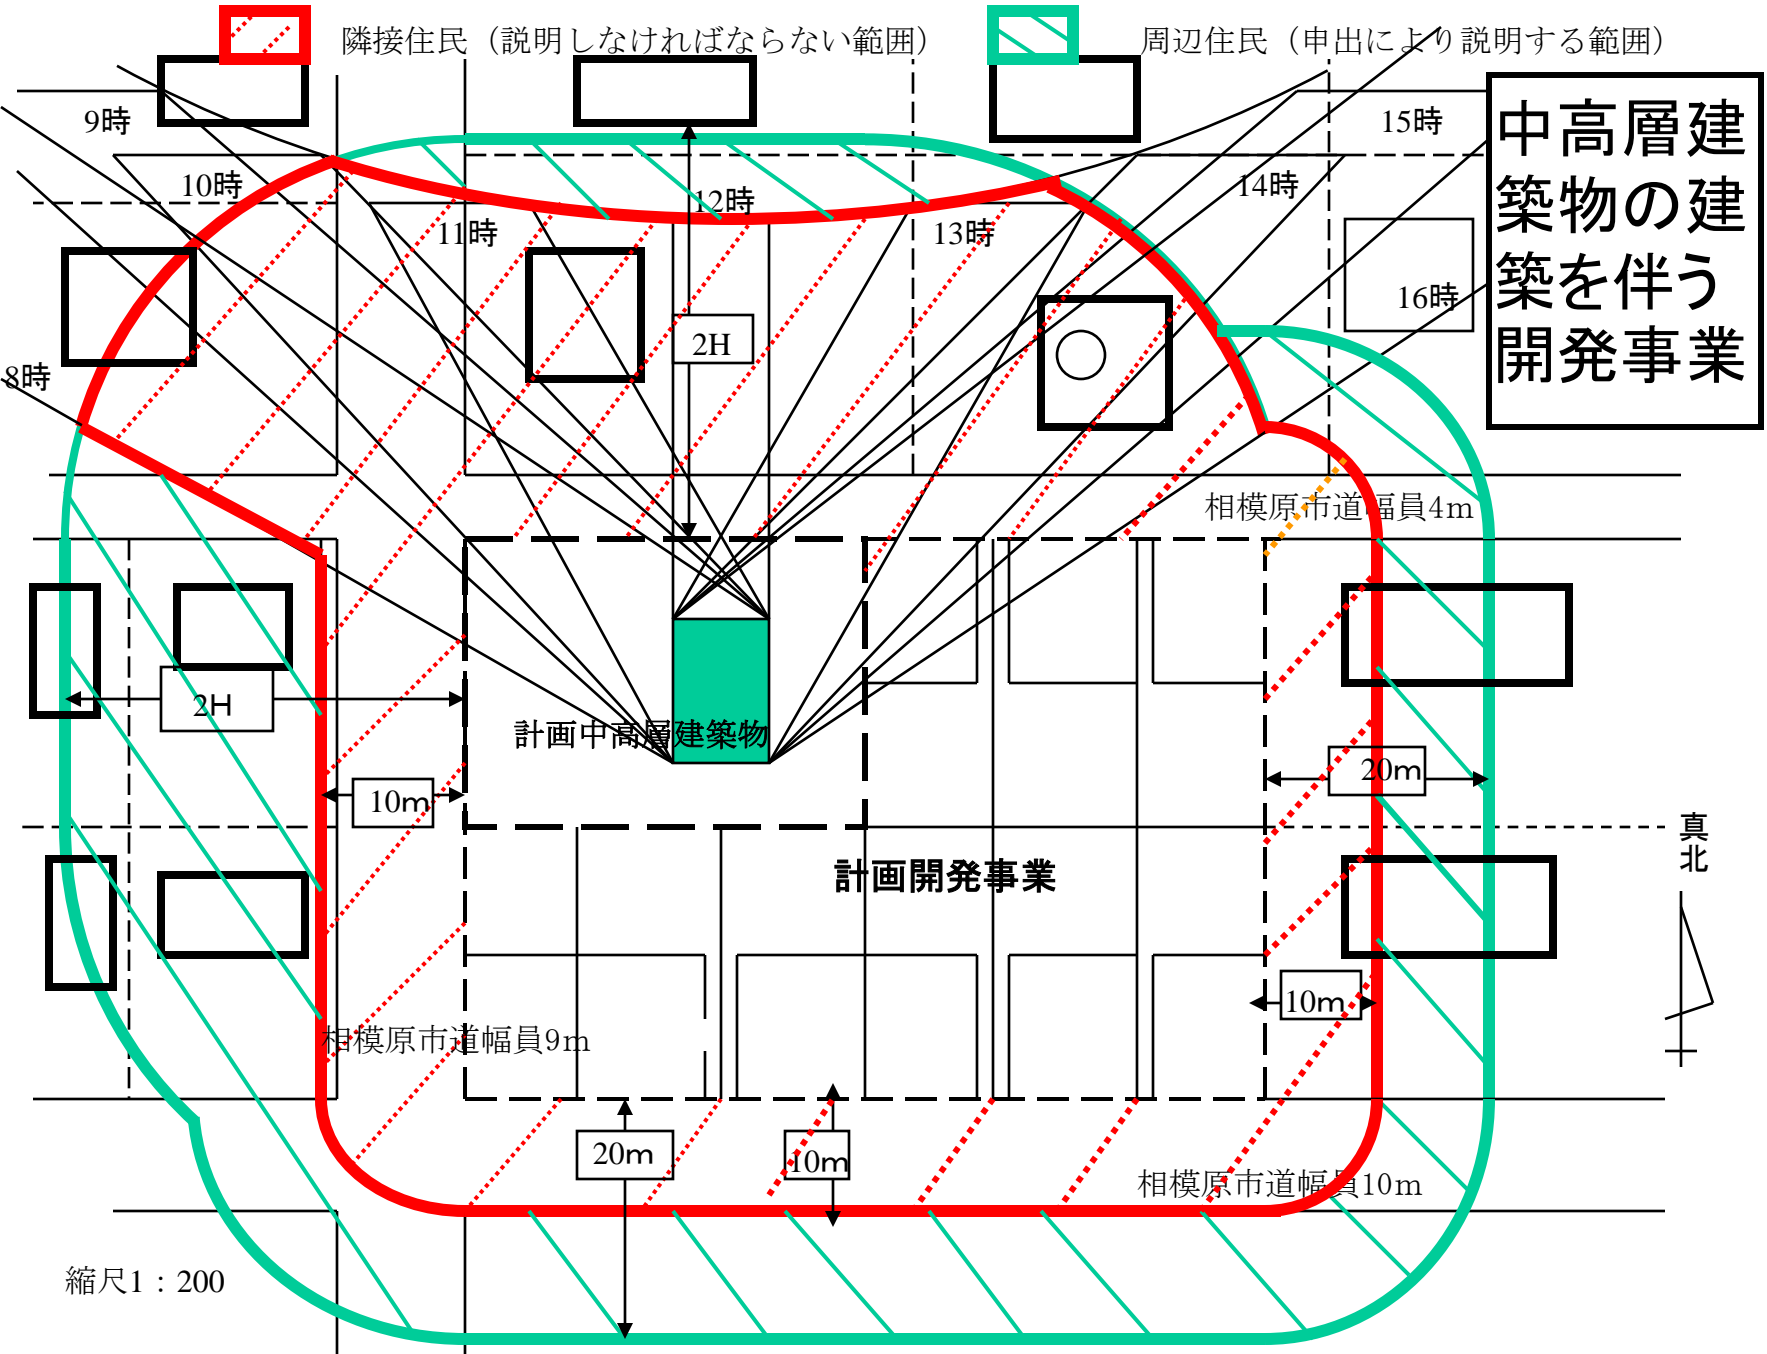 隣接住民（説明しなければならない範囲）
周辺住民（申出により説明する範囲）
中高層建
築物の建
築を伴う
開発事業
9時
15時
10時
12時
14時
11時
13時
16時
2H
8時
相模原市道幅員4m
2H
計画中高層建築物
10m
20m
真北
計画開発事業
10m
相模原市道幅員9m
20m
10m
相模原市道幅員10m
縮尺1：200